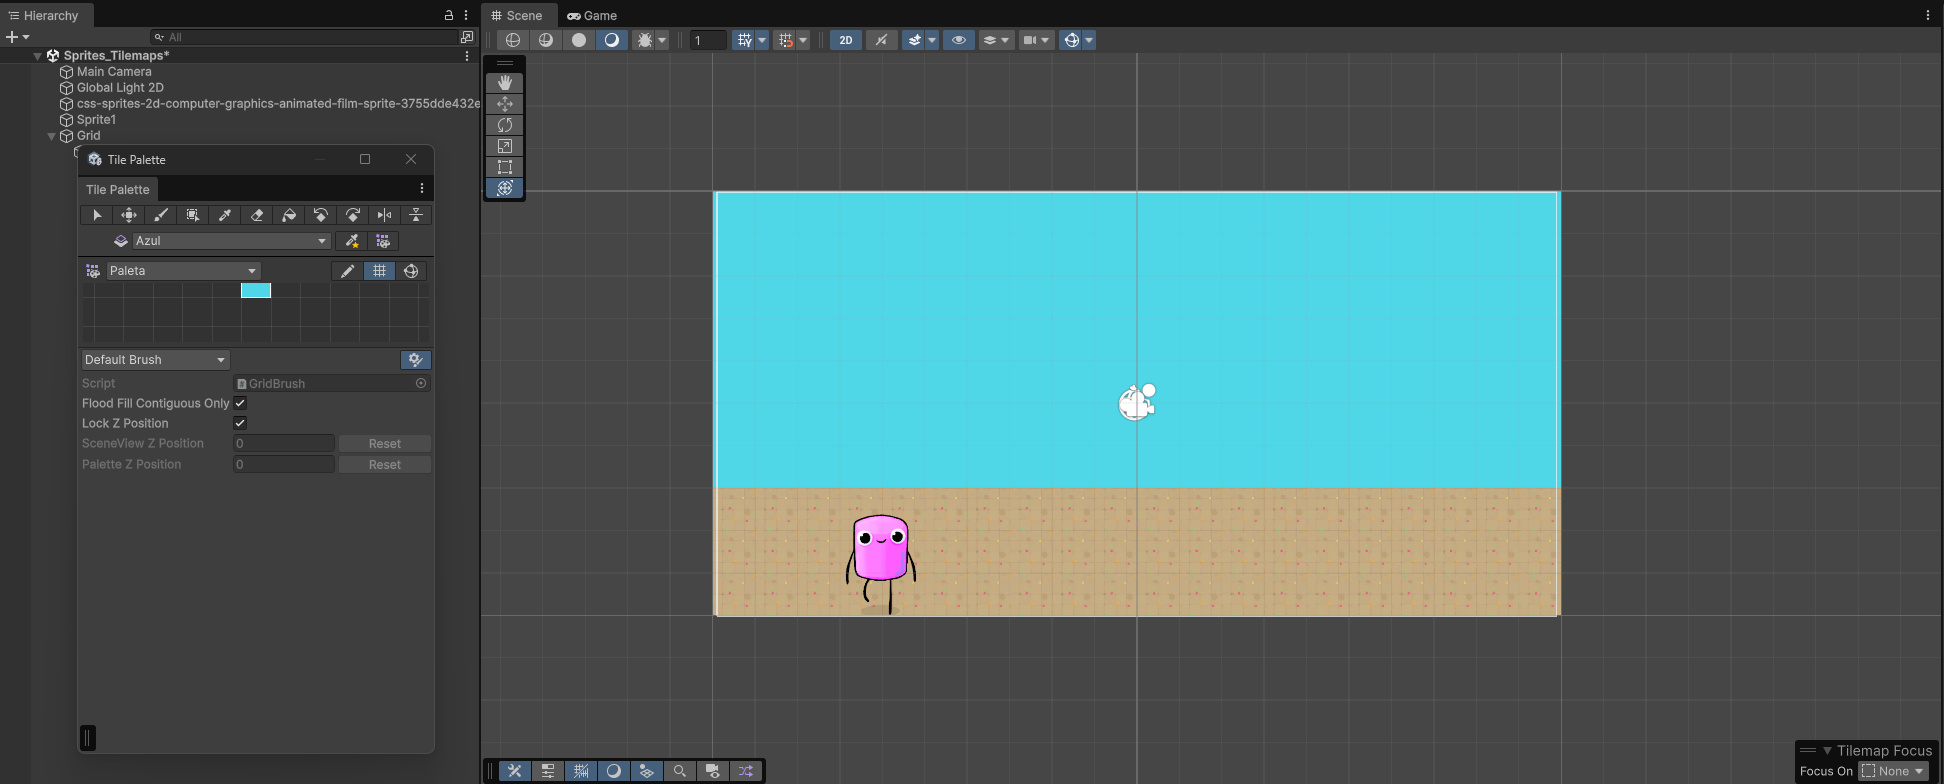 Hierarchy
Scene
Game
All
1
2D
Sprites_Tilemaps*
Main Camera
Global Light 2D
css-sprites-2d-computer-graphics-animated-film-sprite-3755dde432e
Sprite1
Grid
Tile Palette
Tile Palette
Azul
Paleta
Default Brush
Script
GridBrush
Flood Fill Contiguous Only
Lock Z Position
SceneView Z Position
0
Reset
Palette Z Position
0
Reset
Tilemap Focus
Focus On
None